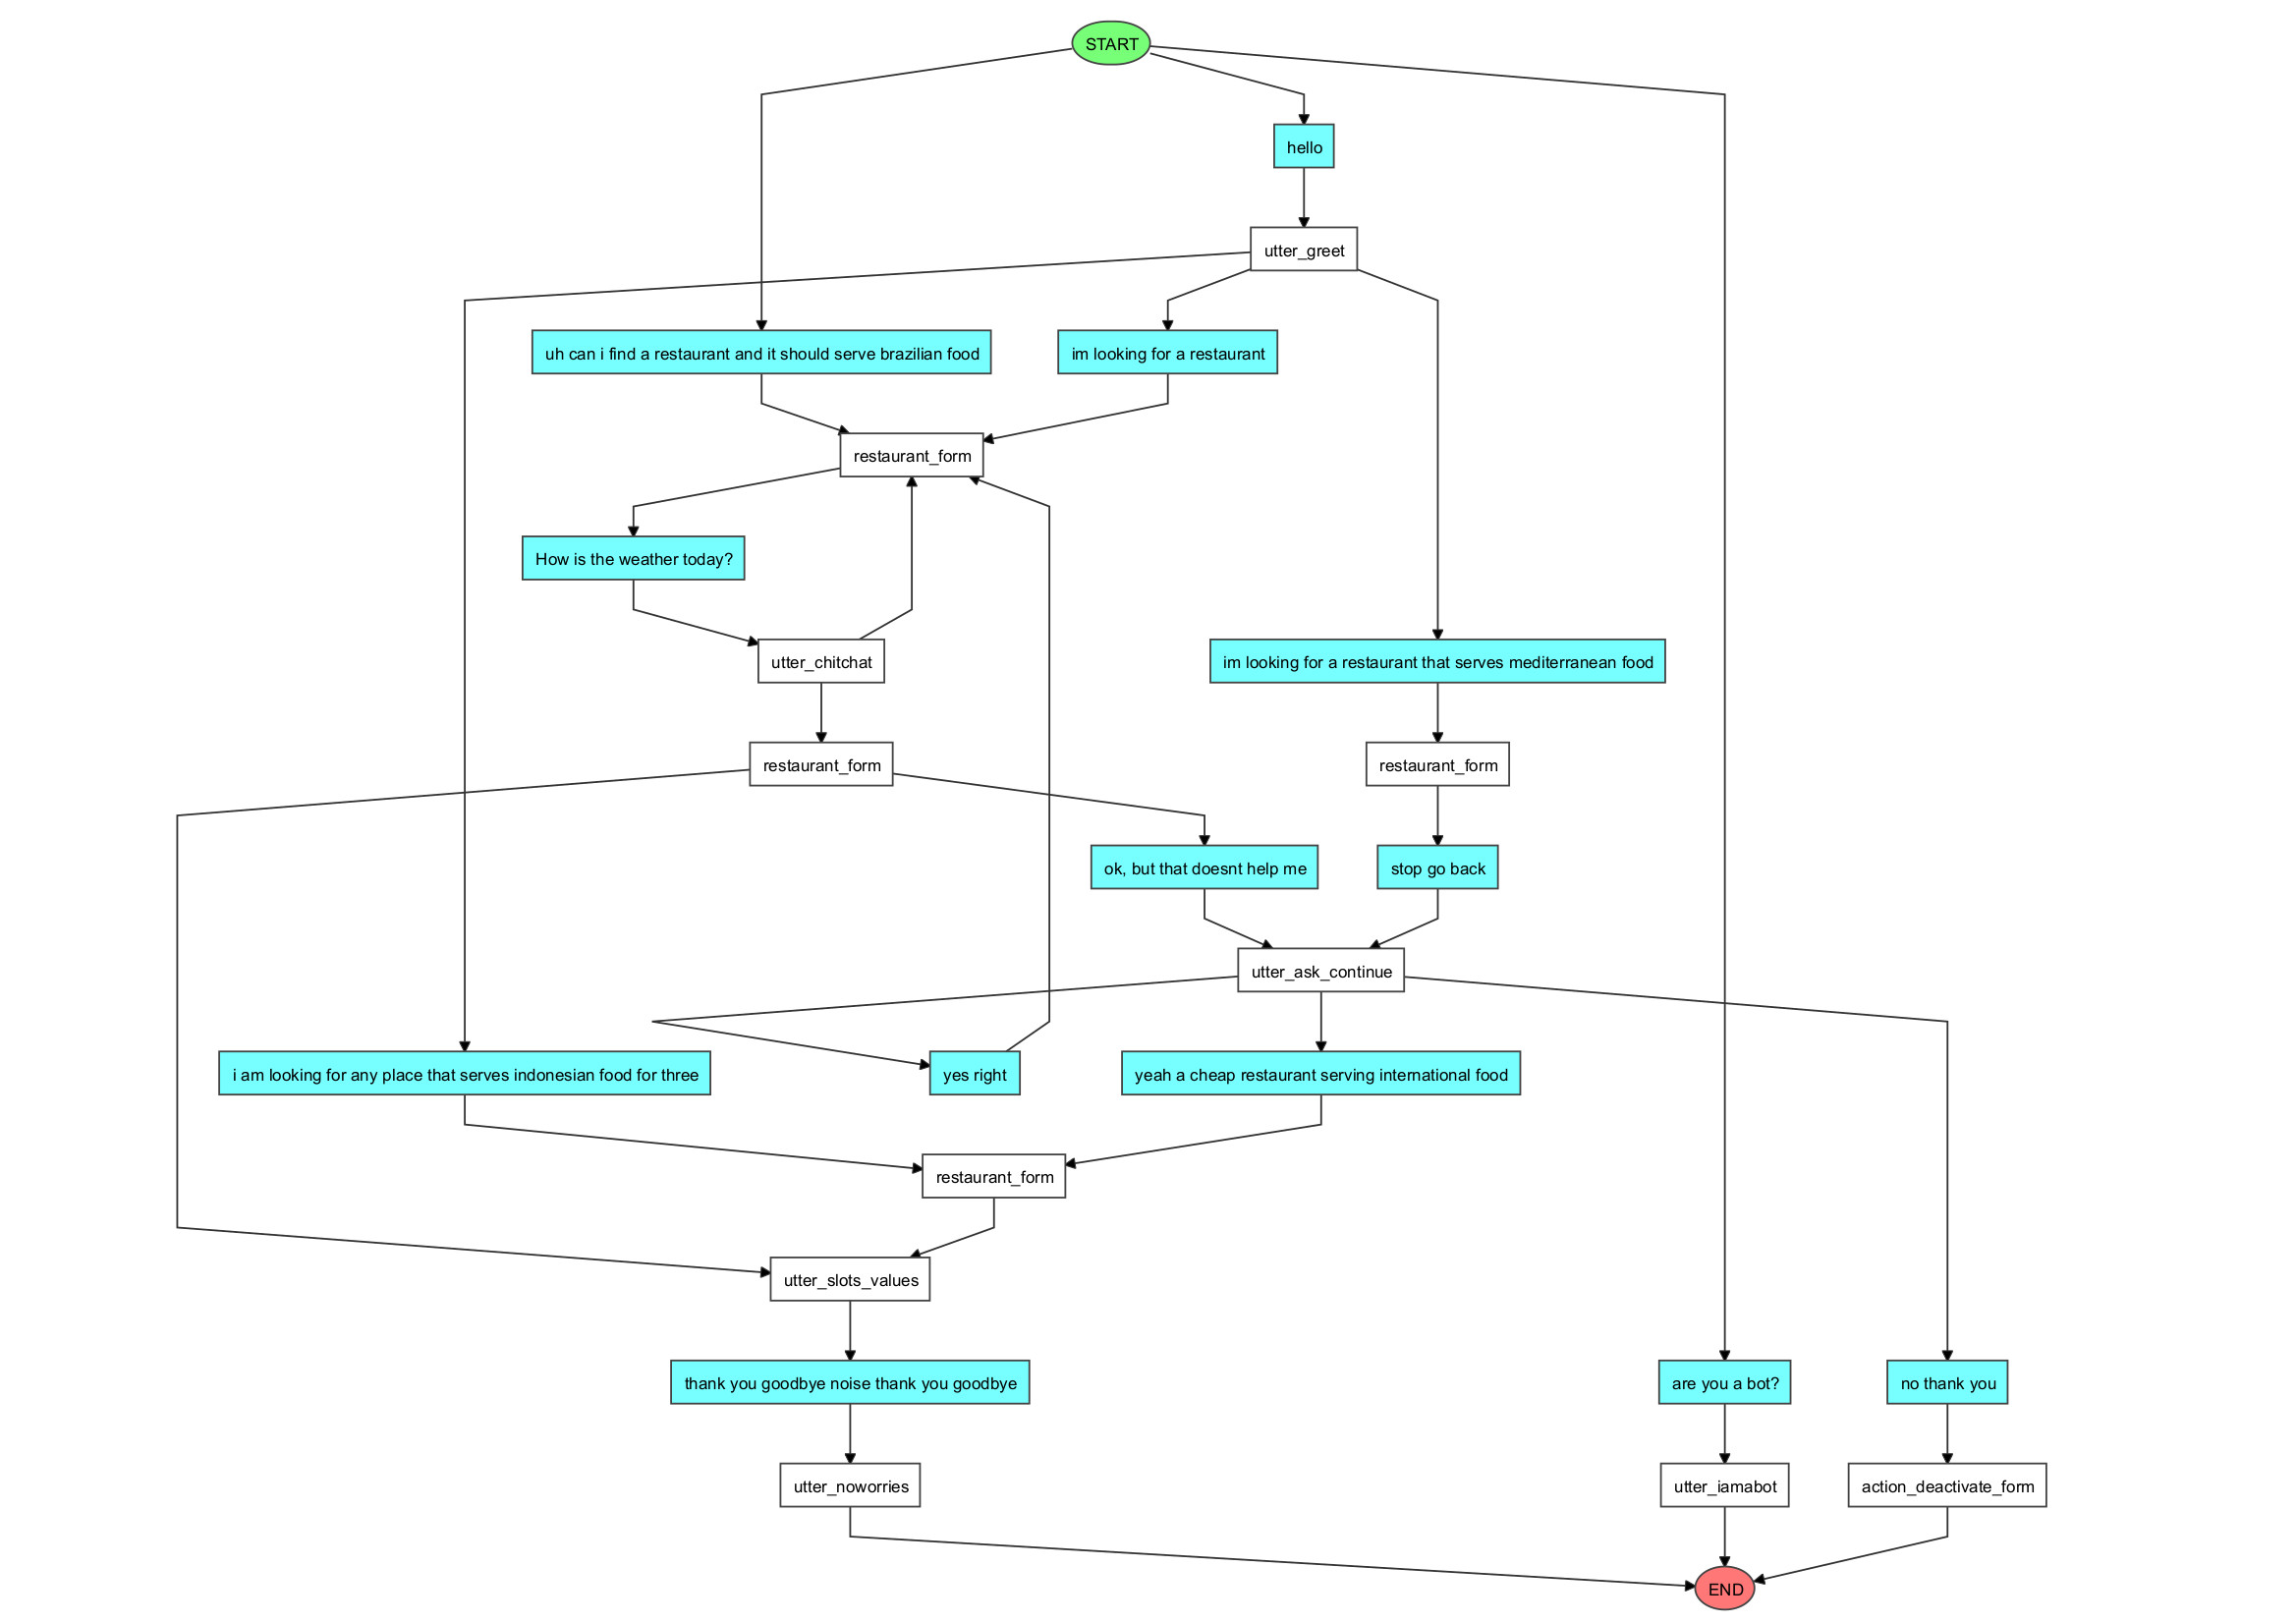 START
hello
utter_greet
uh can i find a restaurant and it should serve brazilian food
im looking for a restaurant
restaurant_form
How is the weather today?
utter_chitchat
im looking for a restaurant that serves mediterranean food
restaurant_form
restaurant_form
ok, but that doesnt help me
stop go back
utter_ask_continue
i am looking for any place that serves indonesian food for three
yes right
yeah a cheap restaurant serving international food
restaurant_form
utter_slots_values
thank you goodbye noise thank you goodbye
are you a bot?
no thank you
utter_noworries
utter_iamabot
action_deactivate_form
END